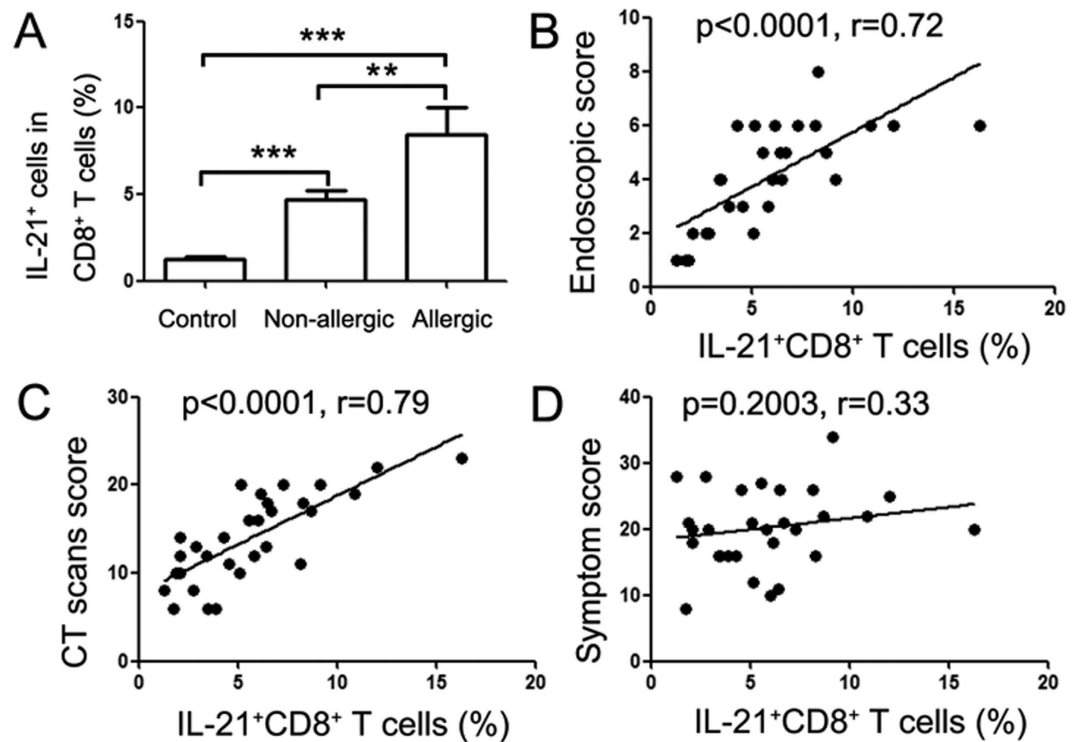 A
IL-21⁺ cells in
CD8⁺ T cells (%)
15
10
5
0
***
**
***
Control Non-allergic Allergic
B
p<0.0001, r=0.72
Endoscopic score
10
8
6
4
2
0
0 5 10 15 20
IL-21⁺CD8⁺ T cells (%)
C
p<0.0001, r=0.79
CT scans score
30
20
10
0
0 5 10 15 20
IL-21⁺CD8⁺ T cells (%)
D
p=0.2003, r=0.33
Symptom score
40
30
20
10
0
0 5 10 15 20
IL-21⁺CD8⁺ T cells (%)